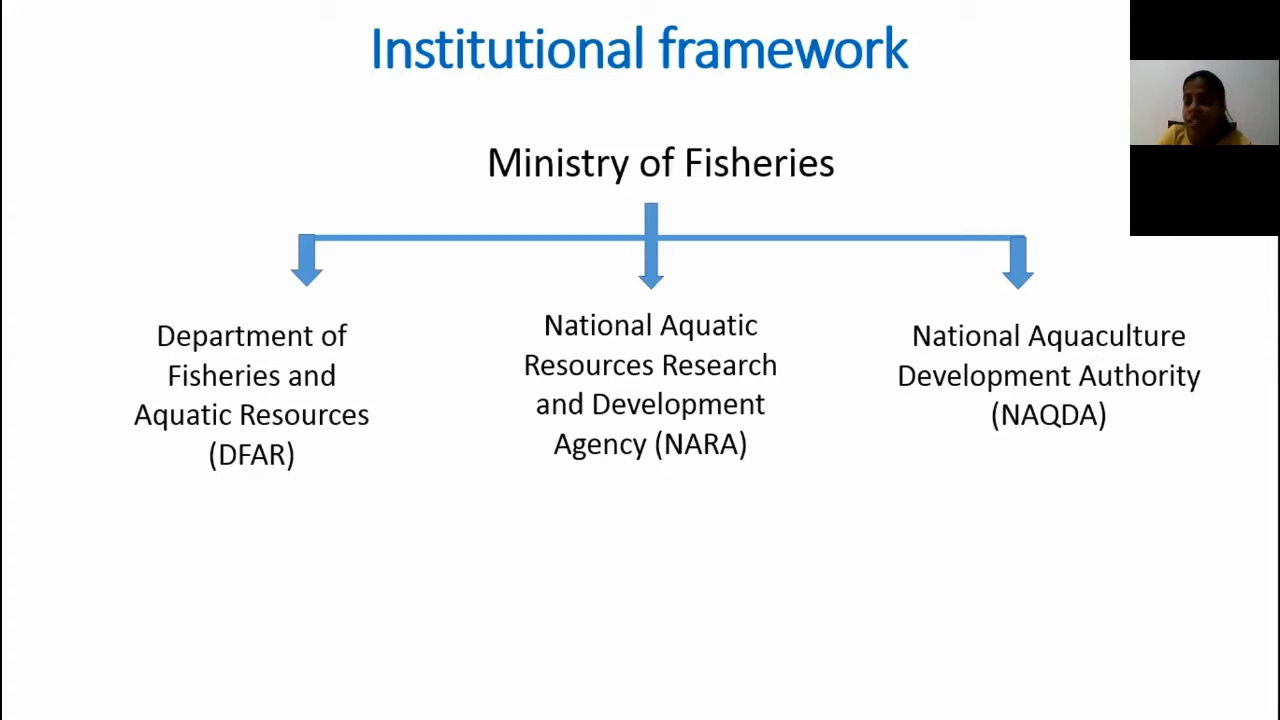 Institutional framework
Ministry of Fisheries
Department of
Fisheries and
Aquatic Resources
(DFAR)
National Aquatic
Resources Research
and Development
Agency (NARA)
National Aquaculture
Development Authority
(NAQDA)